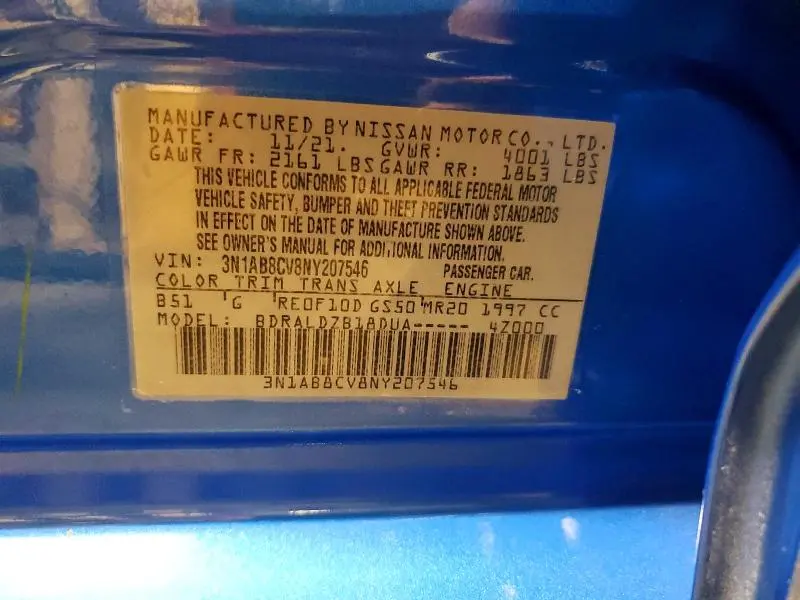 MANUFACTURED BY NISSAN MOTOR CO., LTD.
DATE: 11/21. GVWR: 4001 LBS
GAWR FR: 2161 LBS GAWR RR: 1863 LBS
THIS VEHICLE CONFORMS TO ALL APPLICABLE FEDERAL MOTOR
VEHICLE SAFETY, BUMPER AND THEFT PREVENTION STANDARDS
IN EFFECT ON THE DATE OF MANUFACTURE SHOWN ABOVE.
SEE OWNER'S MANUAL FOR ADDITIONAL INFORMATION.
VIN: 3N1AB8CV8NY207546 PASSENGER CAR.
COLOR TRIM TRANS AXLE ENGINE
B51 G RE0F10D GS50 MR20 1997 CC
MODEL: BDRALDZB18DUA----- 4Z000
3N1AB8CV8NY207546